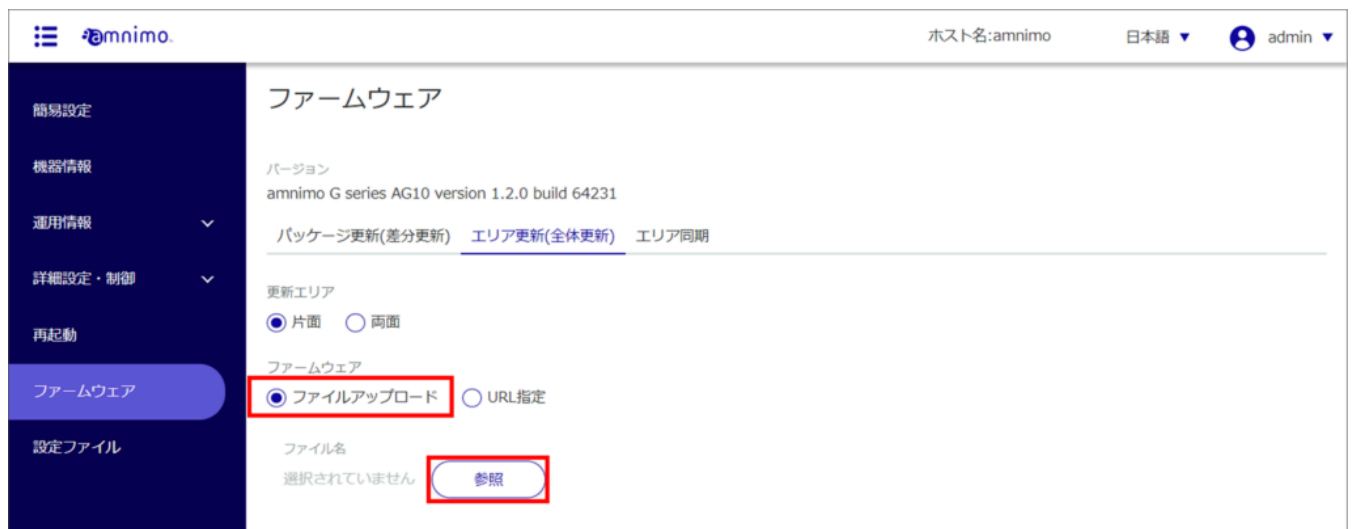 amnimo.
ホスト名:amnimo
日本語 ▼
admin ▼
簡易設定
機器情報
運用情報
詳細設定・制御
再起動
ファームウェア
設定ファイル
ファームウェア
バージョン
amnimo G series AG10 version 1.2.0 build 64231
パッケージ更新(差分更新) エリア更新(全体更新) エリア同期
更新エリア
片面 両面
ファームウェア
ファイルアップロード URL指定
ファイル名
選択されていません 参照